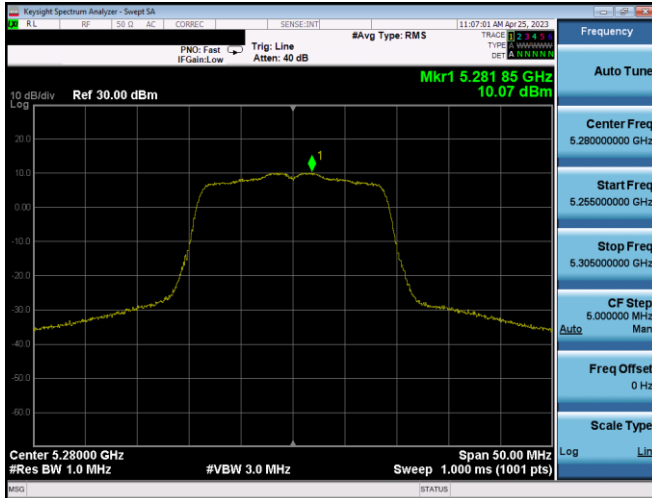 Keysight Spectrum Analyzer - Swept SA
RL RF 50 Ω AC CORREC SENSE:INT 11:07:01 AM Apr 25, 2023
Frequency
#Avg Type: RMS
TRACE 1 2 3 4 5 6
PNO: Fast Trig: Line
TYPE A WWWWW
IFGain:Low Atten: 40 dB
DET A N N N N N
Auto Tune
Mkr1 5.281 85 GHz
10.07 dBm
10 dB/div Ref 30.00 dBm
Log
1
20.0
10.0
0.00
-10.0
-20.0
-30.0
-40.0
-50.0
-60.0
Center Freq
5.280000000 GHz
Start Freq
5.255000000 GHz
Stop Freq
5.305000000 GHz
CF Step
5.000000 MHz
Auto Man
Freq Offset
0 Hz
Scale Type
Log Lin
Center 5.28000 GHz Span 50.00 MHz
#Res BW 1.0 MHz #VBW 3.0 MHz Sweep 1.000 ms (1001 pts)
MSG STATUS